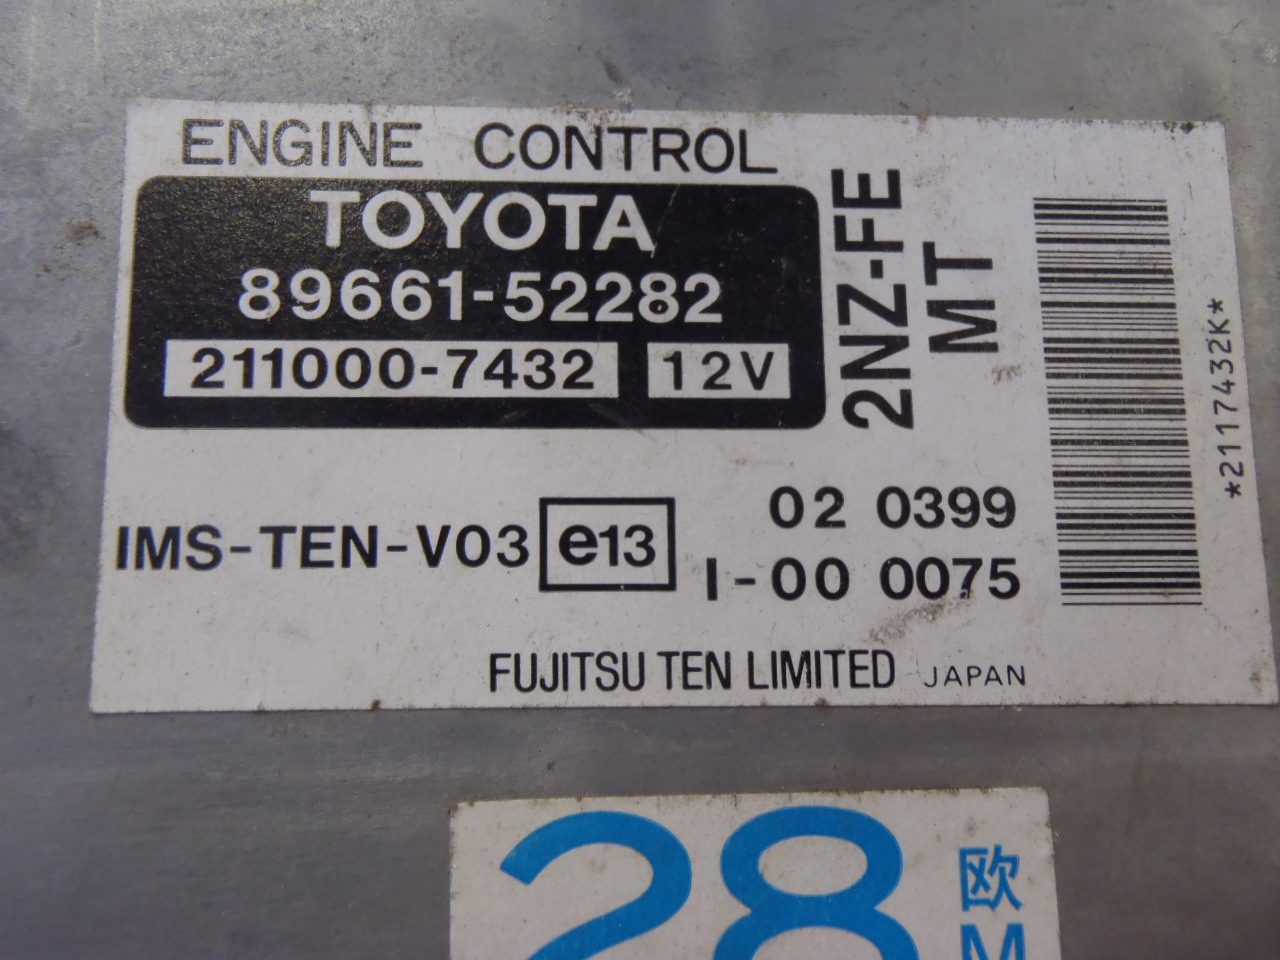 ENGINE CONTROL
TOYOTA
89661-52282
211000-7432 12V
2NZ-FE
MT
*2117432K*
IMS-TEN-V03 e13
02 0399
I-00 0075
FUJITSU TEN LIMITED JAPAN
28
欧
M